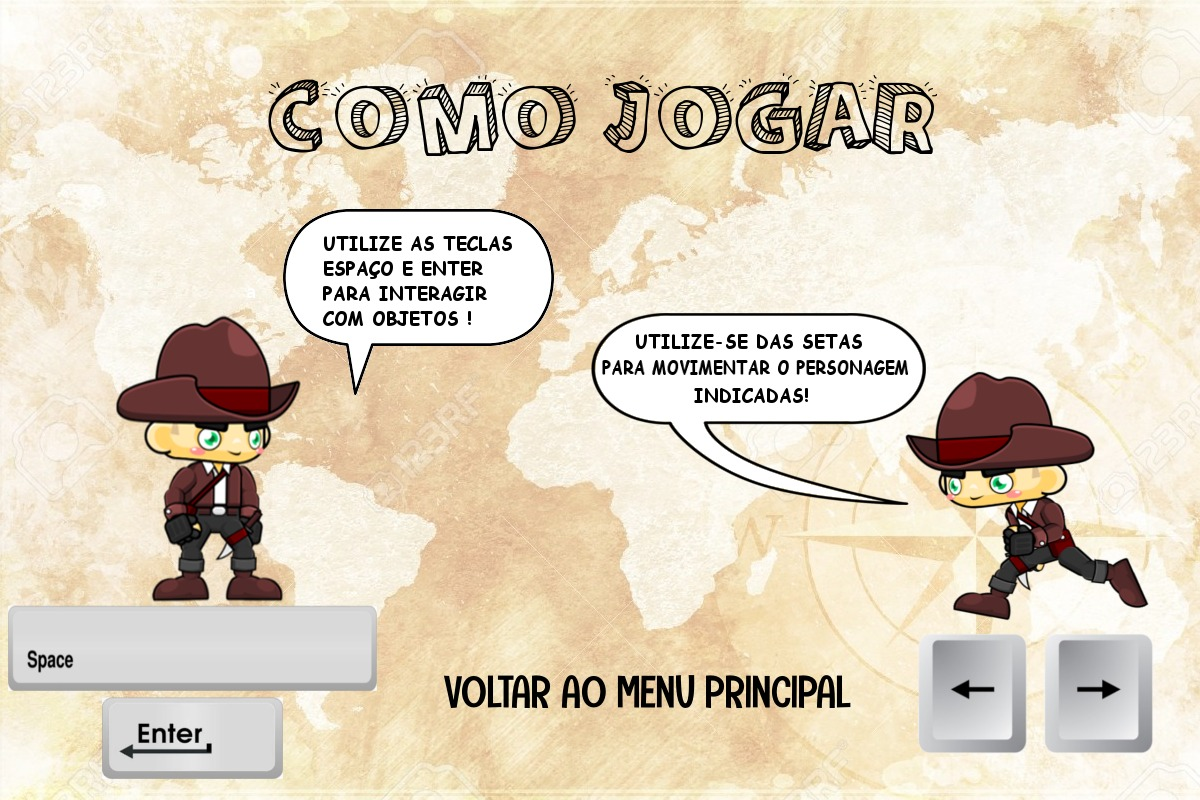 COMO JOGAR
UTILIZE AS TECLAS
ESPAÇO E ENTER
PARA INTERAGIR
COM OBJETOS !
UTILIZE-SE DAS SETAS
PARA MOVIMENTAR O PERSONAGEM
INDICADAS!
Space
Enter
VOLTAR AO MENU PRINCIPAL
N
123RF